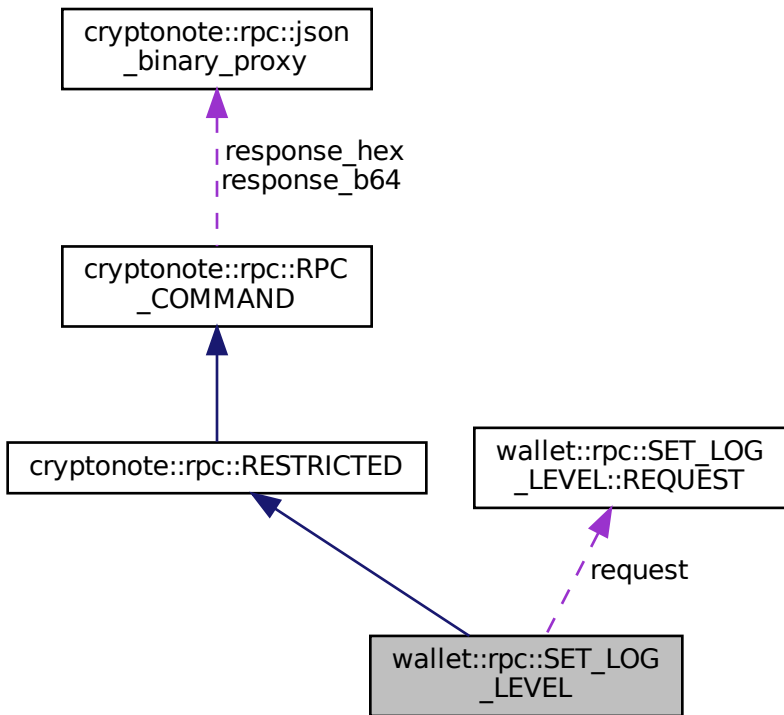 cryptonote::rpc::json
_binary_proxy
response_hex
response_b64
cryptonote::rpc::RPC
_COMMAND
cryptonote::rpc::RESTRICTED
wallet::rpc::SET_LOG
_LEVEL::REQUEST
request
wallet::rpc::SET_LOG
_LEVEL